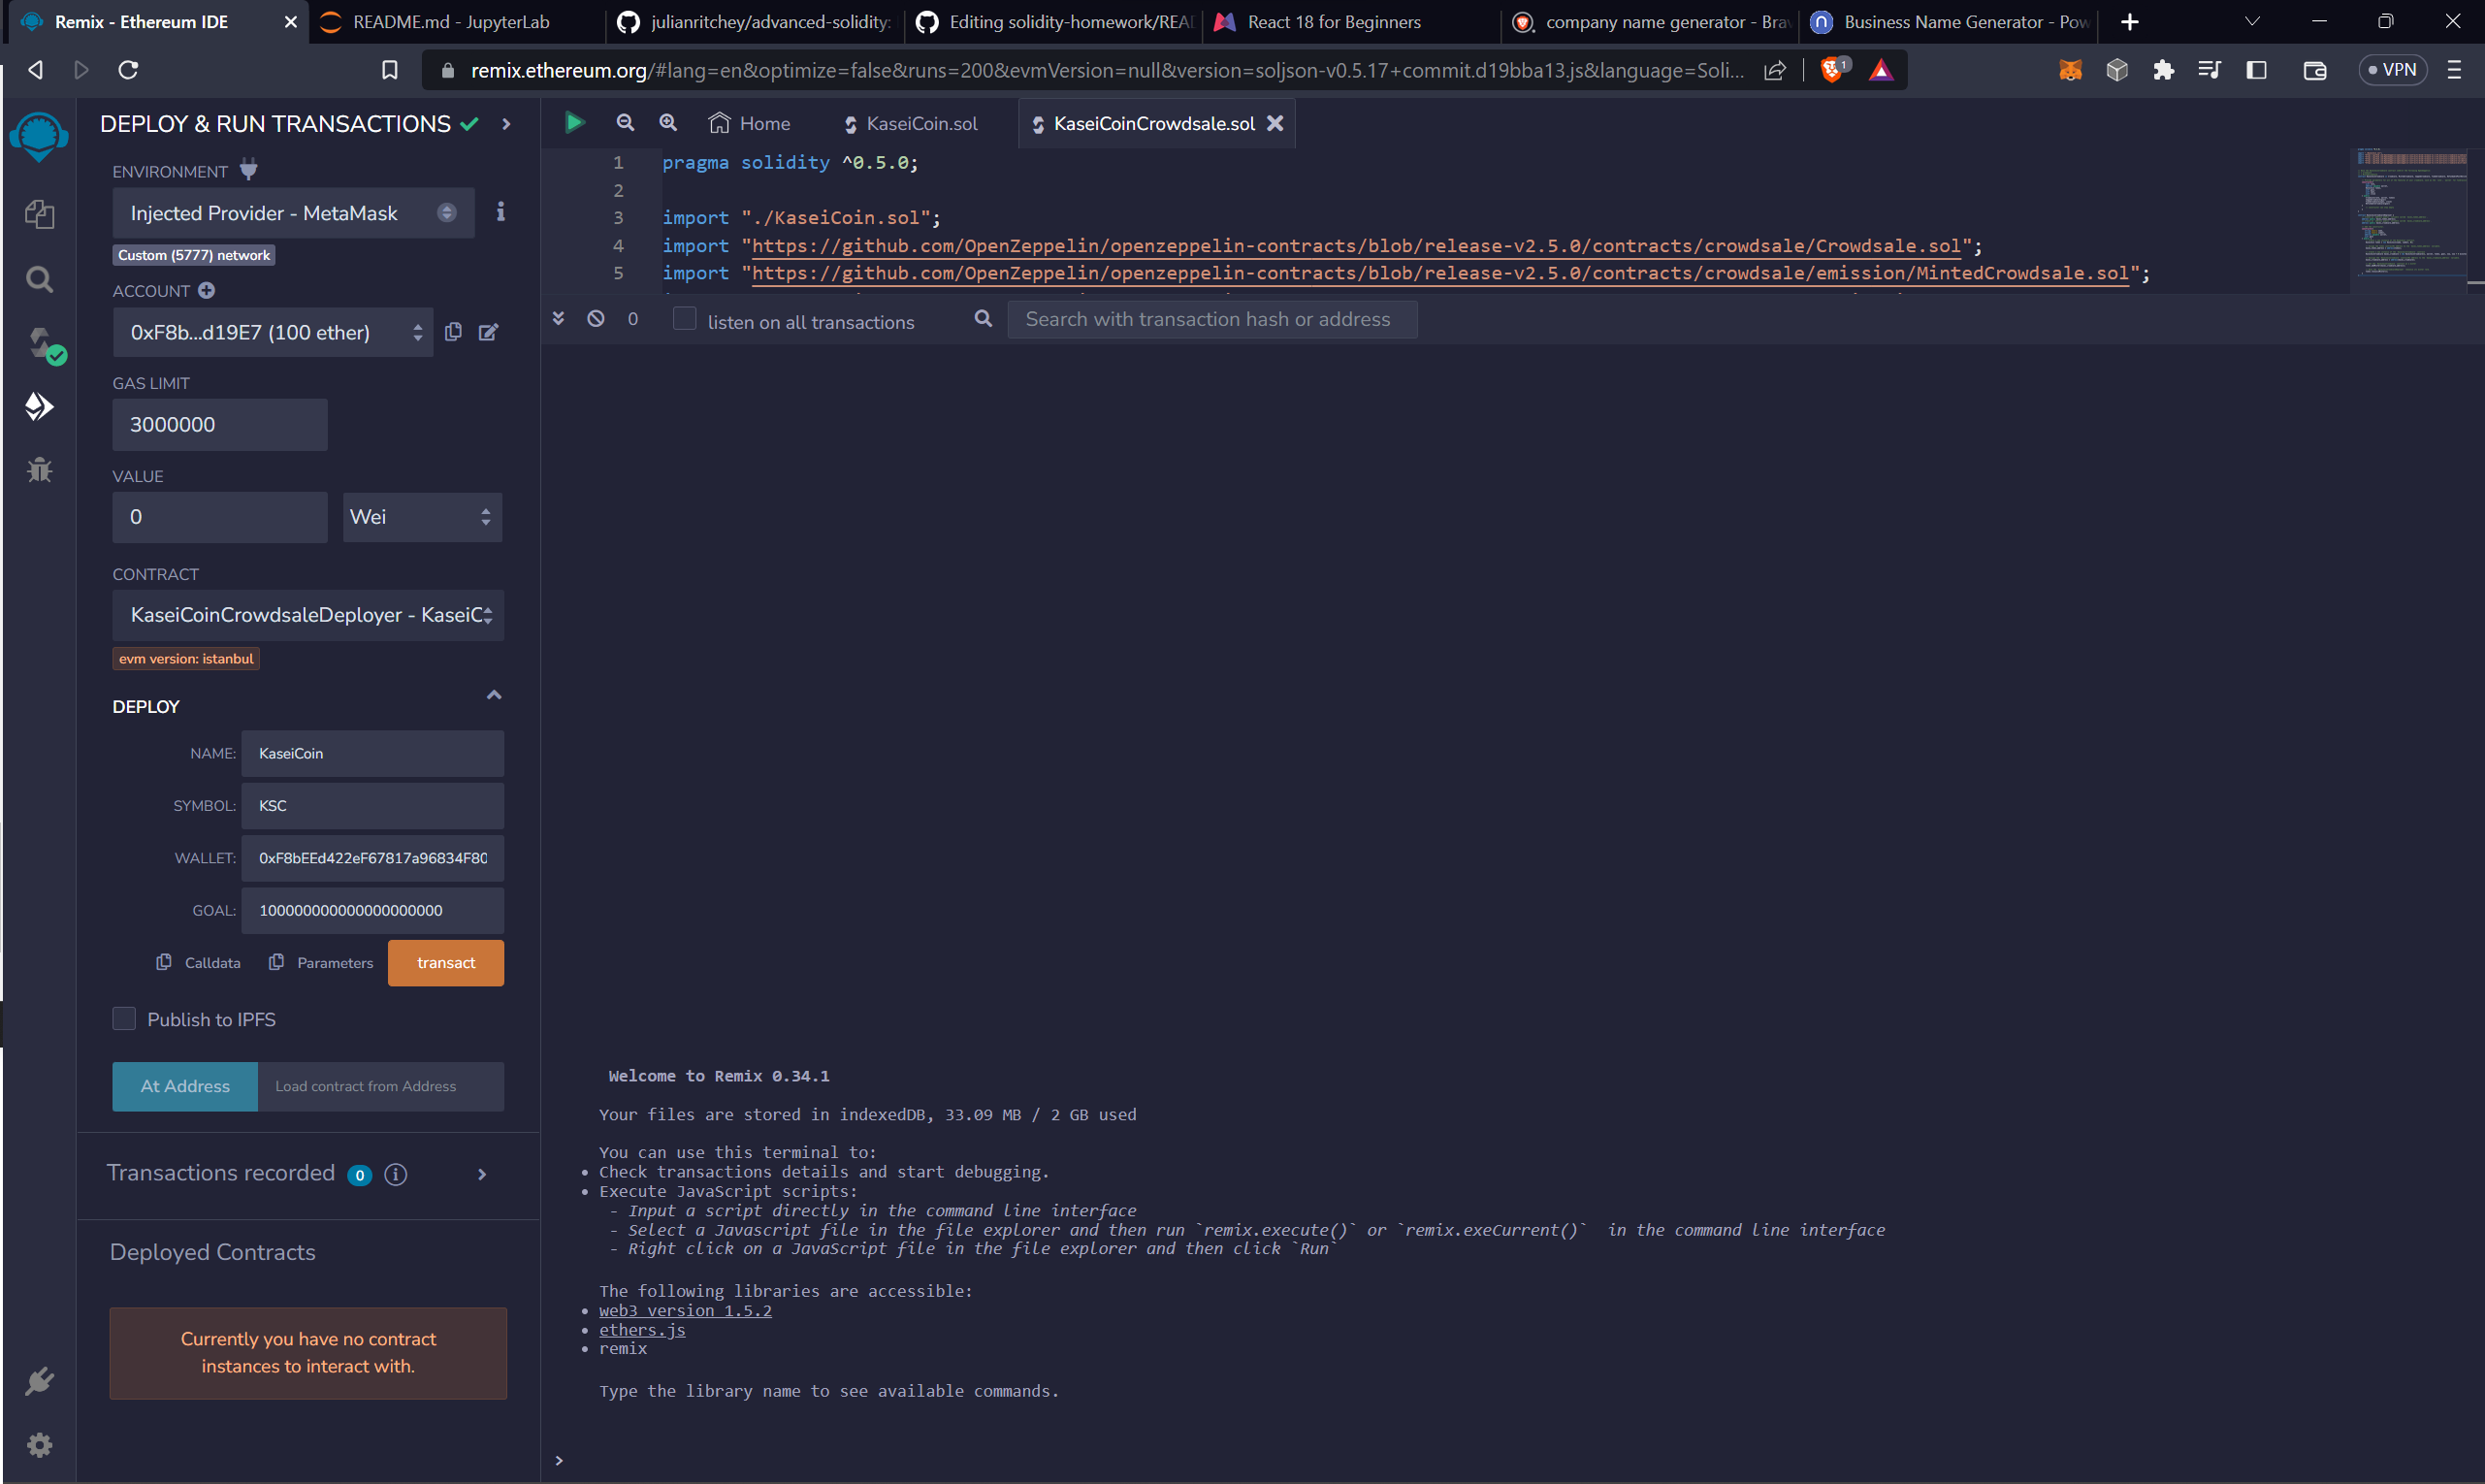 Remix - Ethereum IDE
README.md - JupyterLab
julianritchey/advanced-solidity:
Editing solidity-homework/REA
React 18 for Beginners
company name generator - Bra
Business Name Generator - Pow
remix.ethereum.org/#lang=en&optimize=false&runs=200&evmVersion=null&version=soljson-v0.5.17+commit.d19bba13.js&language=Soli...
1
VPN
DEPLOY & RUN TRANSACTIONS
ENVIRONMENT
Injected Provider - MetaMask
Custom (5777) network
ACCOUNT
0xF8b...d19E7 (100 ether)
GAS LIMIT
3000000
VALUE
0
Wei
CONTRACT
KaseiCoinCrowdsaleDeployer - KaseiC
evm version: istanbul
DEPLOY
NAME: KaseiCoin
SYMBOL: KSC
WALLET: 0xF8bEEd422eF67817a96834F80
GOAL: 100000000000000000000
Calldata
Parameters
transact
Publish to IPFS
At Address
Load contract from Address
Transactions recorded 0
Deployed Contracts
Currently you have no contract
instances to interact with.
Home
KaseiCoin.sol
KaseiCoinCrowdsale.sol
1 pragma solidity ^0.5.0;
2
3 import "./KaseiCoin.sol";
4 import "https://github.com/OpenZeppelin/openzeppelin-contracts/blob/release-v2.5.0/contracts/crowdsale/Crowdsale.sol";
5 import "https://github.com/OpenZeppelin/openzeppelin-contracts/blob/release-v2.5.0/contracts/crowdsale/emission/MintedCrowdsale.sol";
0
listen on all transactions
Search with transaction hash or address
Welcome to Remix 0.34.1
Your files are stored in indexedDB, 33.09 MB / 2 GB used
You can use this terminal to:
• Check transactions details and start debugging.
• Execute JavaScript scripts:
- Input a script directly in the command line interface
- Select a Javascript file in the file explorer and then run `remix.execute()` or `remix.exeCurrent()` in the command line interface
- Right click on a JavaScript file in the file explorer and then click `Run`
The following libraries are accessible:
• web3 version 1.5.2
• ethers.js
• remix
Type the library name to see available commands.
>